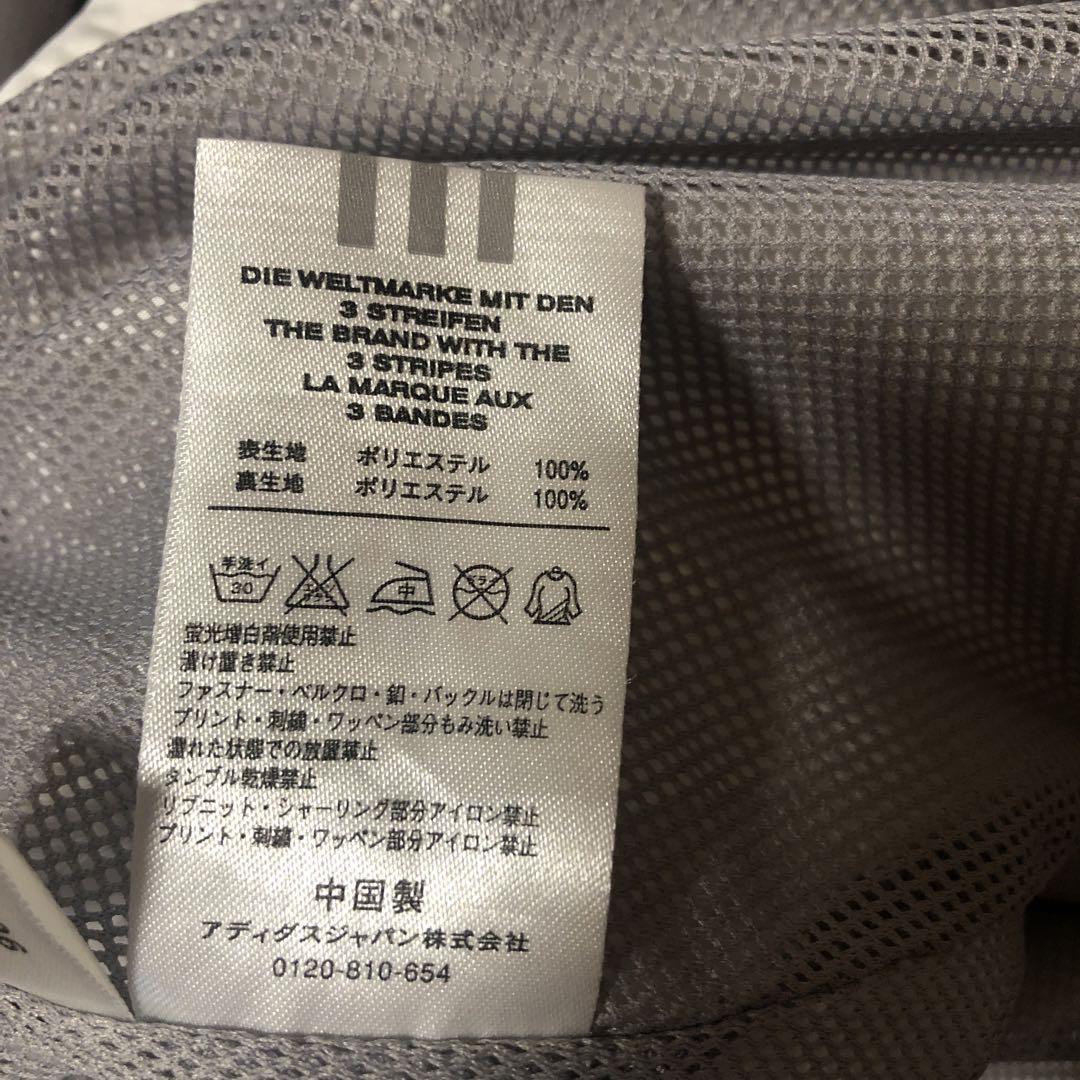 DIE WELTMARKE MIT DEN
3 STREIFEN
THE BRAND WITH THE
3 STRIPES
LA MARQUE AUX
3 BANDES
表生地 ポリエステル 100%
裏生地 ポリエステル 100%
手洗イ
30
中
蛍光増白剤使用禁止
漬け置き禁止
ファスナー・ベルクロ・釦・バックルは閉じて洗う
プリント・刺繍・ワッペン部分もみ洗い禁止
濡れた状態での放置禁止
タンブル乾燥禁止
リブニット・シャーリング部分アイロン禁止
プリント・刺繍・ワッペン部分アイロン禁止
中国製
アディダスジャパン株式会社
0120-810-654